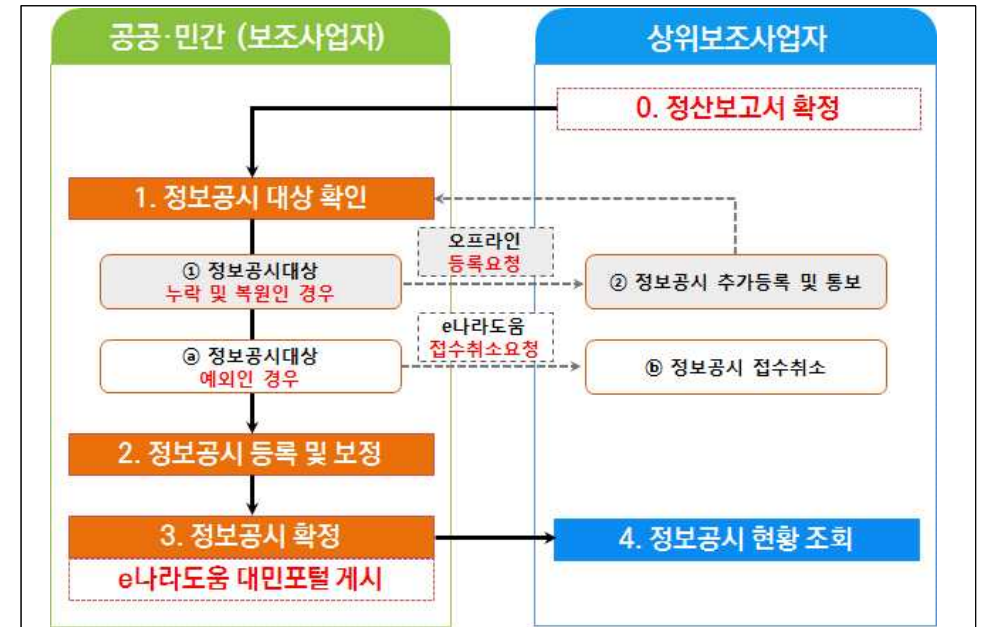 공공·민간 (보조사업자)
상위보조사업자
0. 정산보고서 확정
1. 정보공시 대상 확인
오프라인
등록요청
① 정보공시대상
누락 및 복원인 경우
② 정보공시 추가등록 및 통보
e나라도움
접수취소요청
ⓐ 정보공시대상
예외인 경우
ⓑ 정보공시 접수취소
2. 정보공시 등록 및 보정
3. 정보공시 확정
4. 정보공시 현황 조회
e나라도움 대민포털 게시